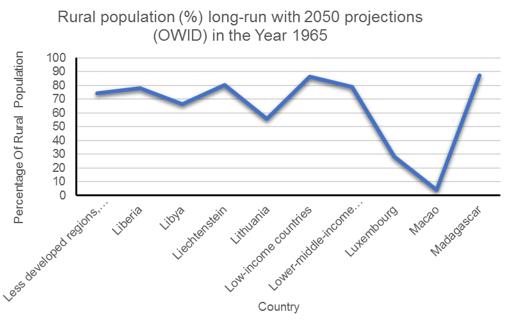 Rural population (%) long-run with 2050 projections
(OWID) in the Year 1965
Percentage Of Rural Population
100
90
80
70
60
50
40
30
20
10
0
Less developed regions,...
Liberia
Libya
Liechtenstein
Lithuania
Low-income countries
Lower-middle-income...
Luxembourg
Macao
Madagascar
Country